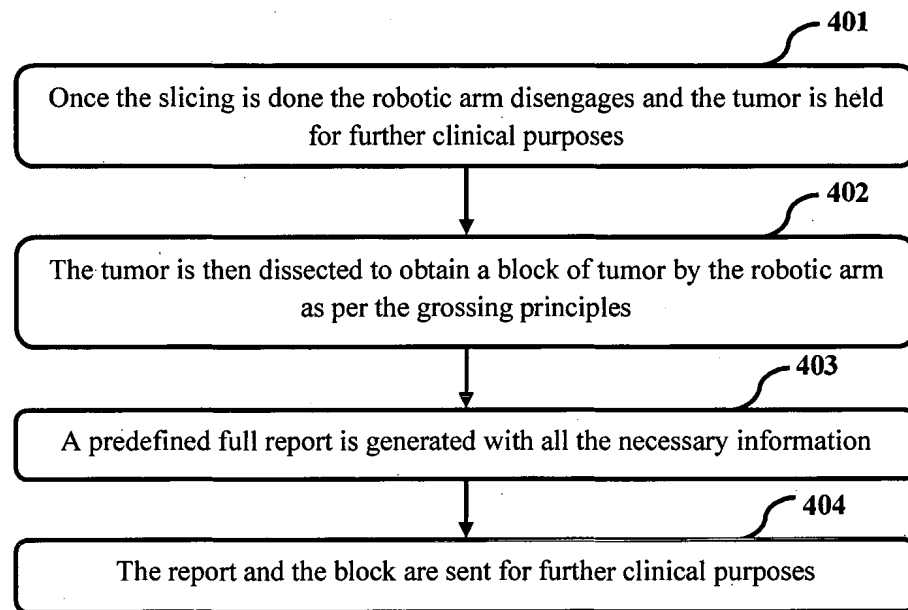 401
Once the slicing is done the robotic arm disengages and the tumor is held
for further clinical purposes
402
The tumor is then dissected to obtain a block of tumor by the robotic arm
as per the grossing principles
403
A predefined full report is generated with all the necessary information
404
The report and the block are sent for further clinical purposes